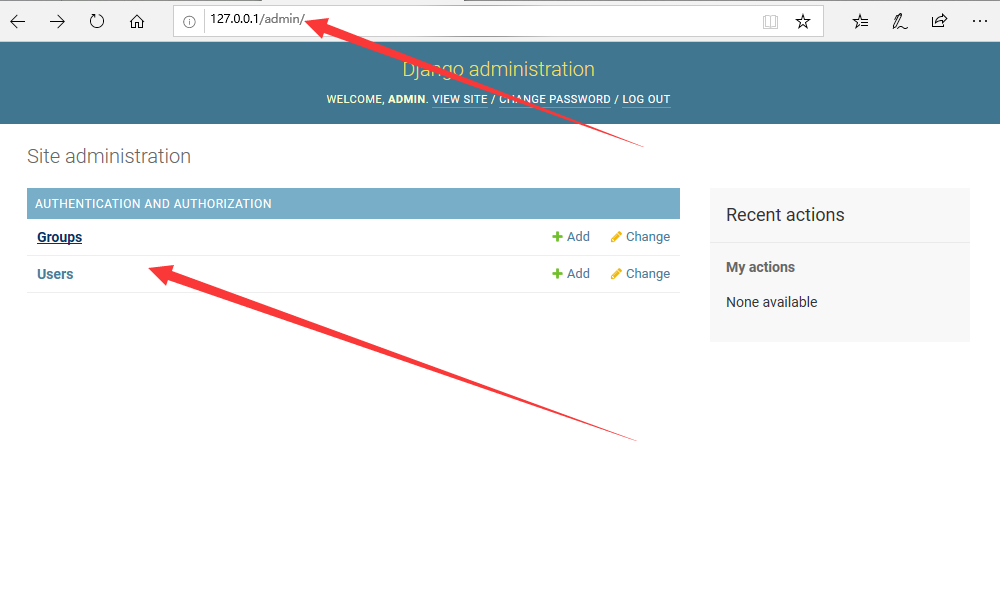 127.0.0.1/admin/
Django administration
WELCOME, ADMIN. VIEW SITE / CHANGE PASSWORD / LOG OUT
Site administration
AUTHENTICATION AND AUTHORIZATION
Groups Add Change
Users Add Change
Recent actions
My actions
None available